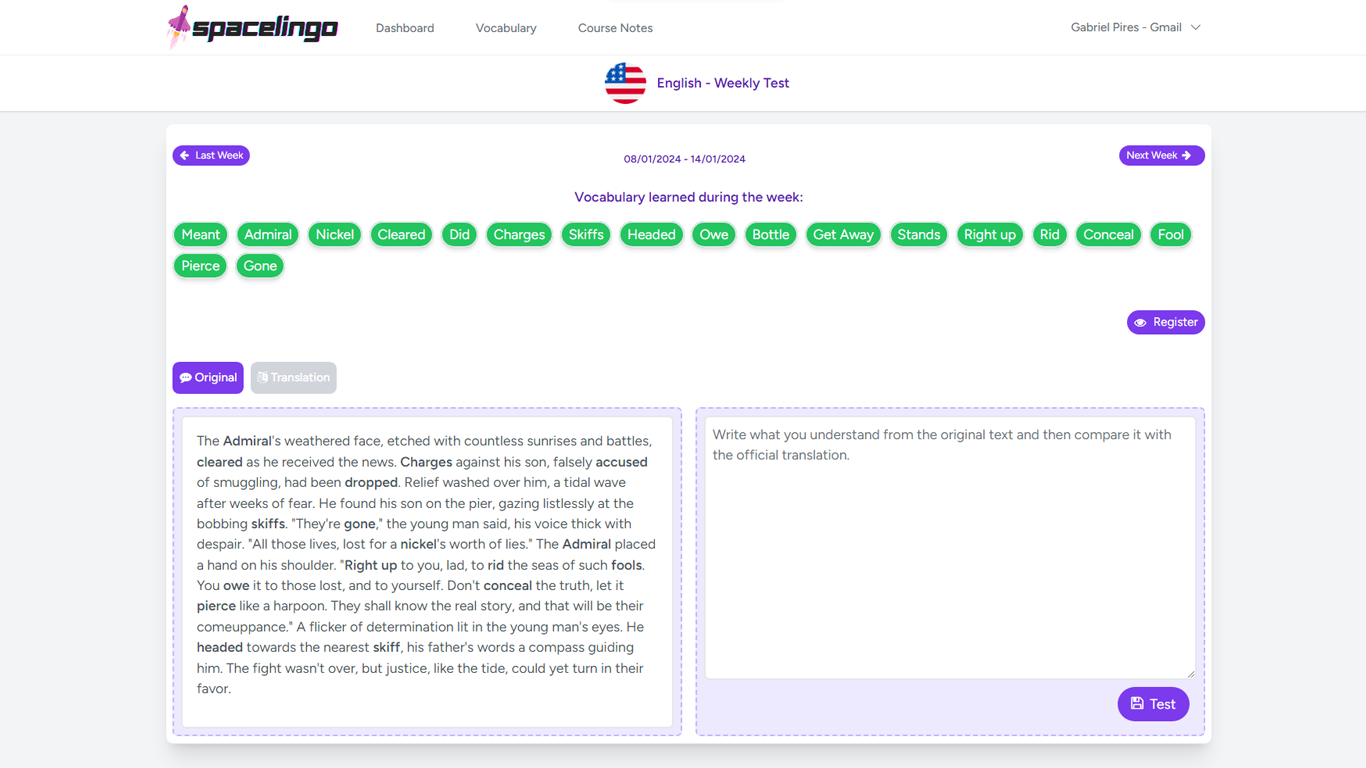 spacelingo Dashboard Vocabulary Course Notes Gabriel Pires - Gmail
English - Weekly Test
Last Week 08/01/2024 - 14/01/2024 Next Week
Vocabulary learned during the week:
Meant Admiral Nickel Cleared Did Charges Skiffs Headed Owe Bottle Get Away Stands Right up Rid Conceal Fool
Pierce Gone
Register
Original Translation
The Admiral's weathered face, etched with countless sunrises and battles,
cleared as he received the news. Charges against his son, falsely accused
of smuggling, had been dropped. Relief washed over him, a tidal wave
after weeks of fear. He found his son on the pier, gazing listlessly at the
bobbing skiffs. "They're gone," the young man said, his voice thick with
despair. "All those lives, lost for a nickel's worth of lies." The Admiral placed
a hand on his shoulder. "Right up to you, lad, to rid the seas of such fools.
You owe it to those lost, and to yourself. Don't conceal the truth, let it
pierce like a harpoon. They shall know the real story, and that will be their
comeuppance." A flicker of determination lit in the young man's eyes. He
headed towards the nearest skiff, his father's words a compass guiding
him. The fight wasn't over, but justice, like the tide, could yet turn in their
favor.
Write what you understand from the original text and then compare it with
the official translation.
Test